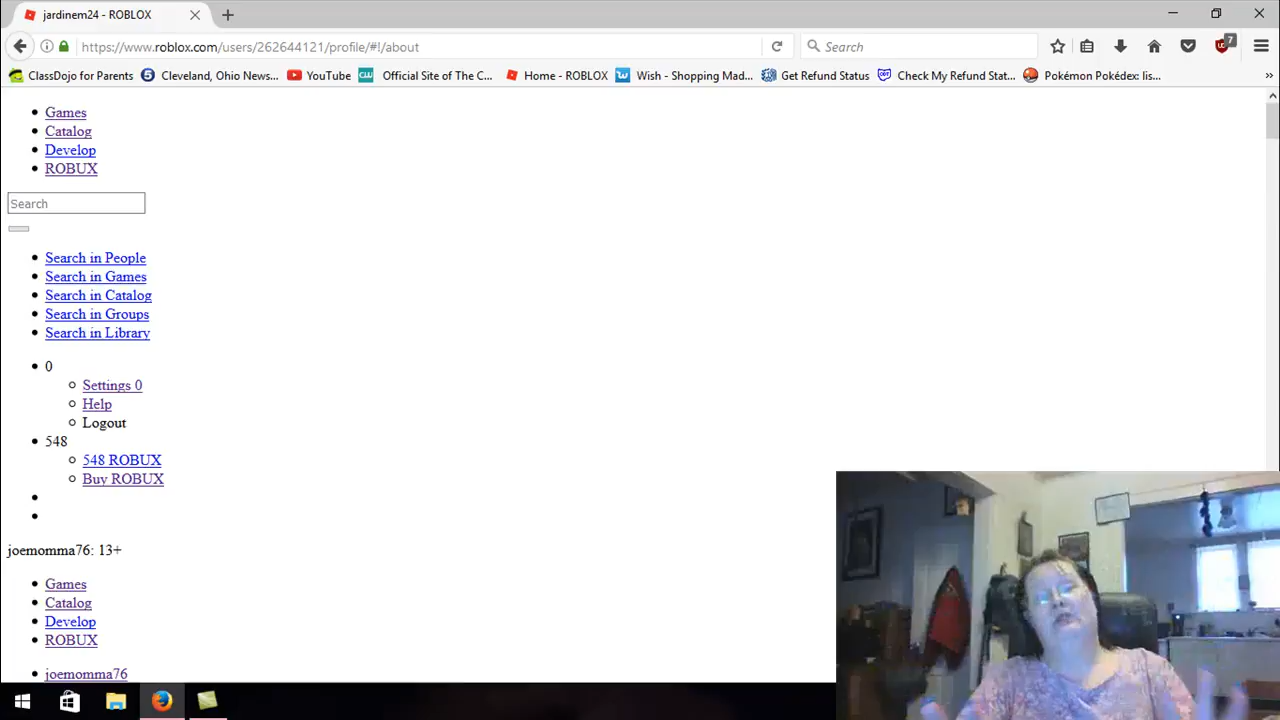 jardinem24 - ROBLOX
https://www.roblox.com/users/262644121/profile/#!/about
Search
7
ClassDojo for Parents
Cleveland, Ohio News...
YouTube
Official Site of The C...
Home - ROBLOX
Wish - Shopping Mad...
Get Refund Status
Check My Refund Stat...
Pokémon Pokédex: lis...
Games
Catalog
Develop
ROBUX
Search
Search in People
Search in Games
Search in Catalog
Search in Groups
Search in Library
0
Settings 0
Help
Logout
548
548 ROBUX
Buy ROBUX
joemomma76: 13+
Games
Catalog
Develop
ROBUX
joemomma76